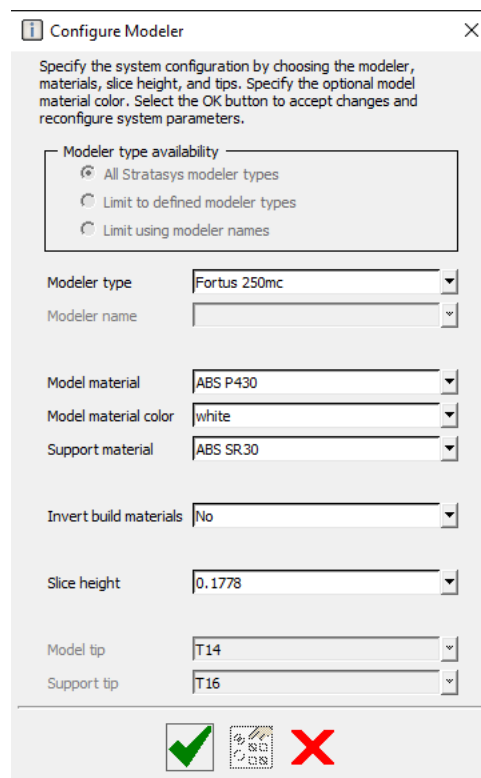 Configure Modeler
Specify the system configuration by choosing the modeler,
materials, slice height, and tips. Specify the optional model
material color. Select the OK button to accept changes and
reconfigure system parameters.
Modeler type availability
All Stratasys modeler types
Limit to defined modeler types
Limit using modeler names
Modeler type Fortus 250mc
Modeler name
Model material ABS P430
Model material color white
Support material ABS SR30
Invert build materials No
Slice height 0.1778
Model tip T14
Support tip T16